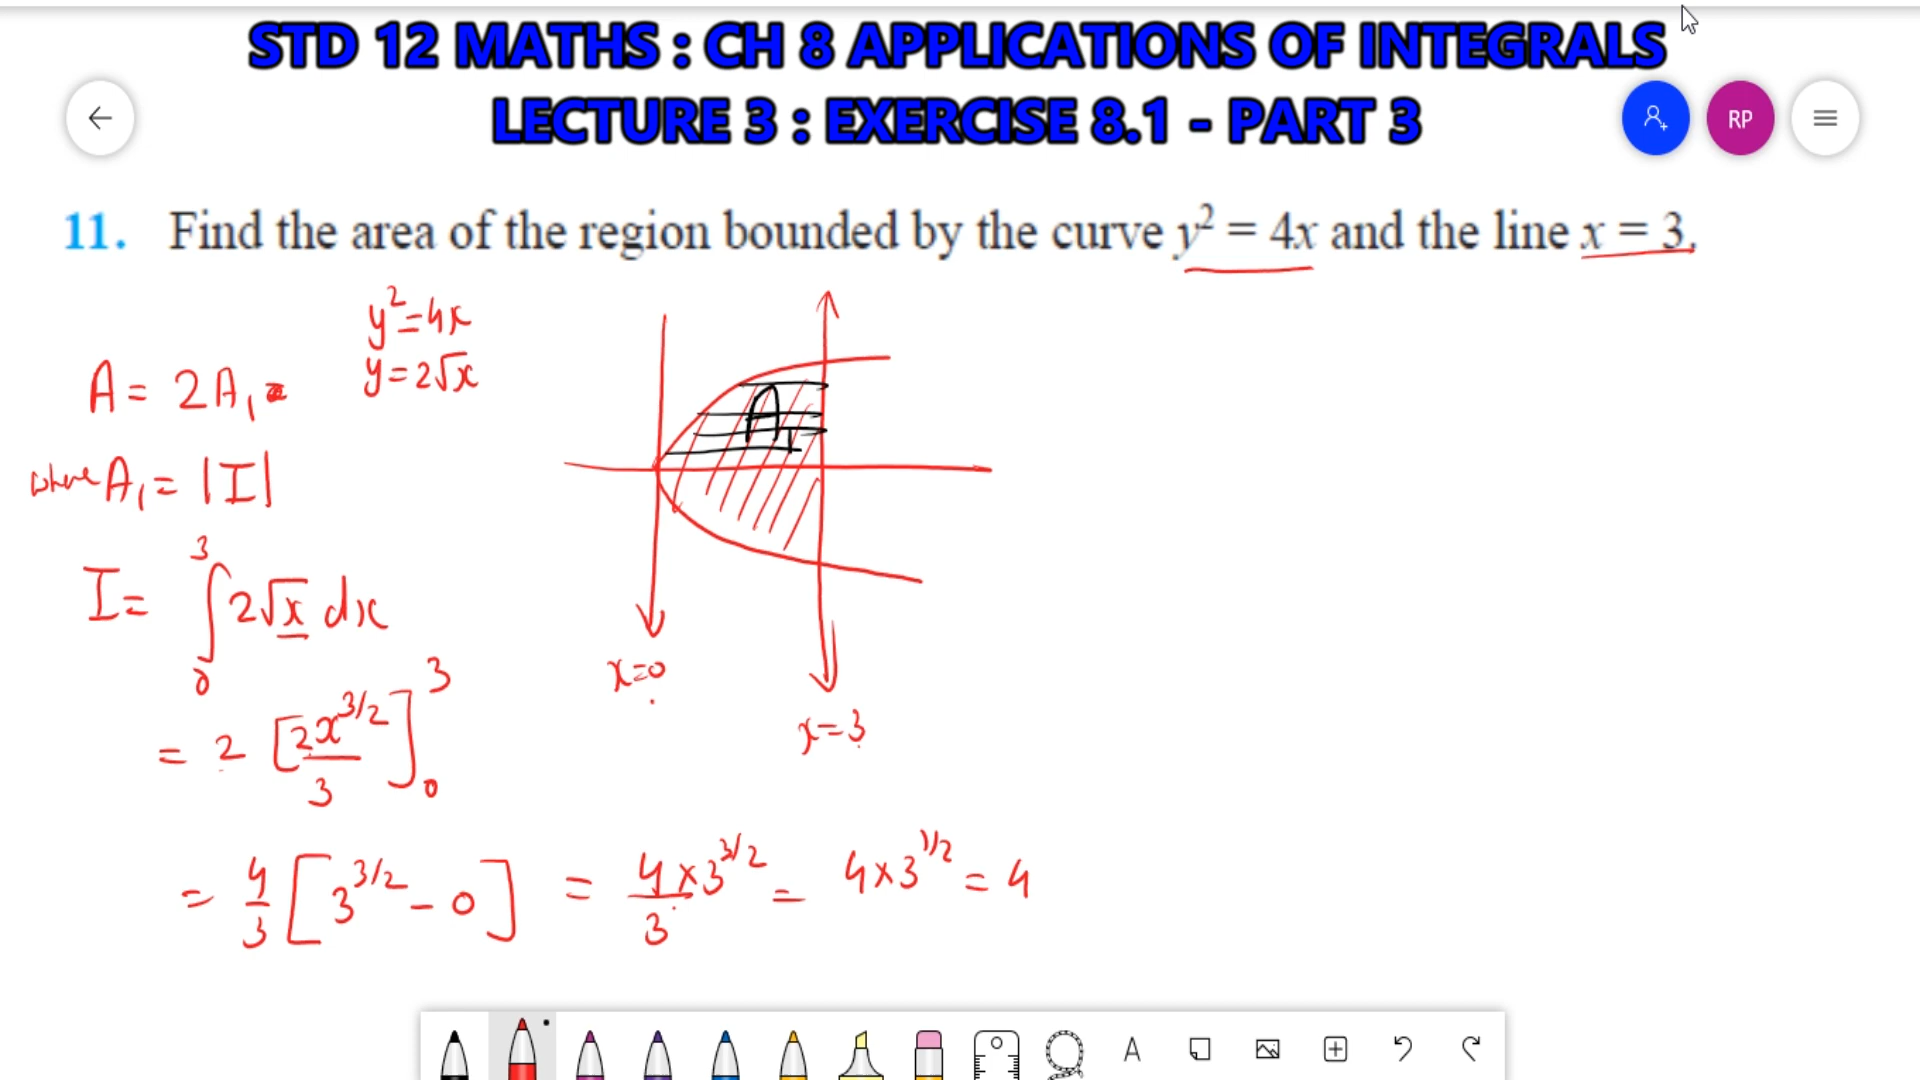 STD 12 MATHS : CH 8 APPLICATIONS OF INTEGRALS
LECTURE 3 : EXERCISE 8.1 - PART 3
RP
11. Find the area of the region bounded by the curve y² = 4x and the line x = 3.
y² = 4x
y = 2√x
A = 2A₁
where A₁ = |I|
A₁
I = ∫₀³ 2√x dx
x=0
x=3
= 2 [2x^(3/2)/3]₀³
= 4/3 [3^(3/2) - 0] = 4×3^(3/2)/3 = 4×3^(1/2) = 4
A